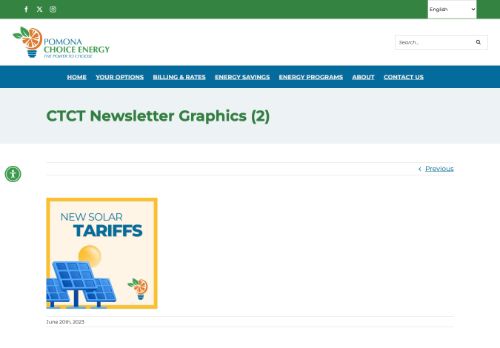 English
POMONA
CHOICE ENERGY
THE POWER TO CHOOSE
Search...
HOME YOUR OPTIONS BILLING & RATES ENERGY SAVINGS ENERGY PROGRAMS ABOUT CONTACT US
CTCT Newsletter Graphics (2)
Previous
NEW SOLAR
TARIFFS
June 20th, 2023